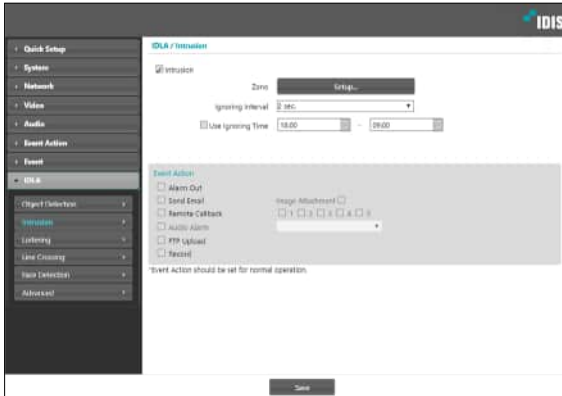 IDIS
Quick Setup
System
Network
Video
Audio
Event Action
Event
IDLA
Object Detection
Intrusion
Loitering
Line Crossing
Face Detection
Advanced
IDLA / Intrusion
Intrusion
Zone Setup...
Ignoring Interval 2 sec.
Use Ignoring Time 18:00 ~ 09:00
Event Action
Alarm Out
Send Email Image Attachment
Remote Callback 1 2 3 4 5
Audio Alarm
FTP Upload
Record
*Event Action should be set for normal operation.
Save